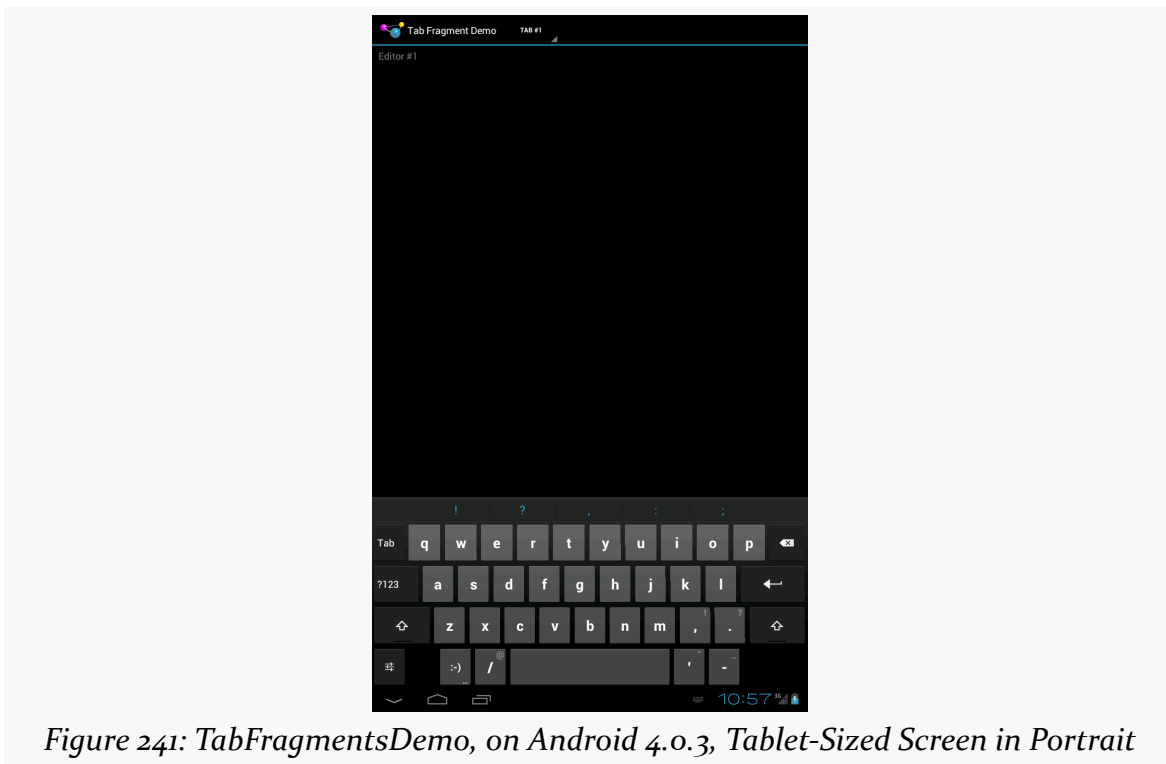 Tab Fragment Demo TAB #1
Editor #1
! ? , : ;
Tab q w e r t y u i o p
?123 a s d f g h j k l
z x c v b n m , ! . ?
:-) ... / @ ' " - _
10:57 3G
Figure 241: TabFragmentsDemo, on Android 4.0.3, Tablet-Sized Screen in Portrait